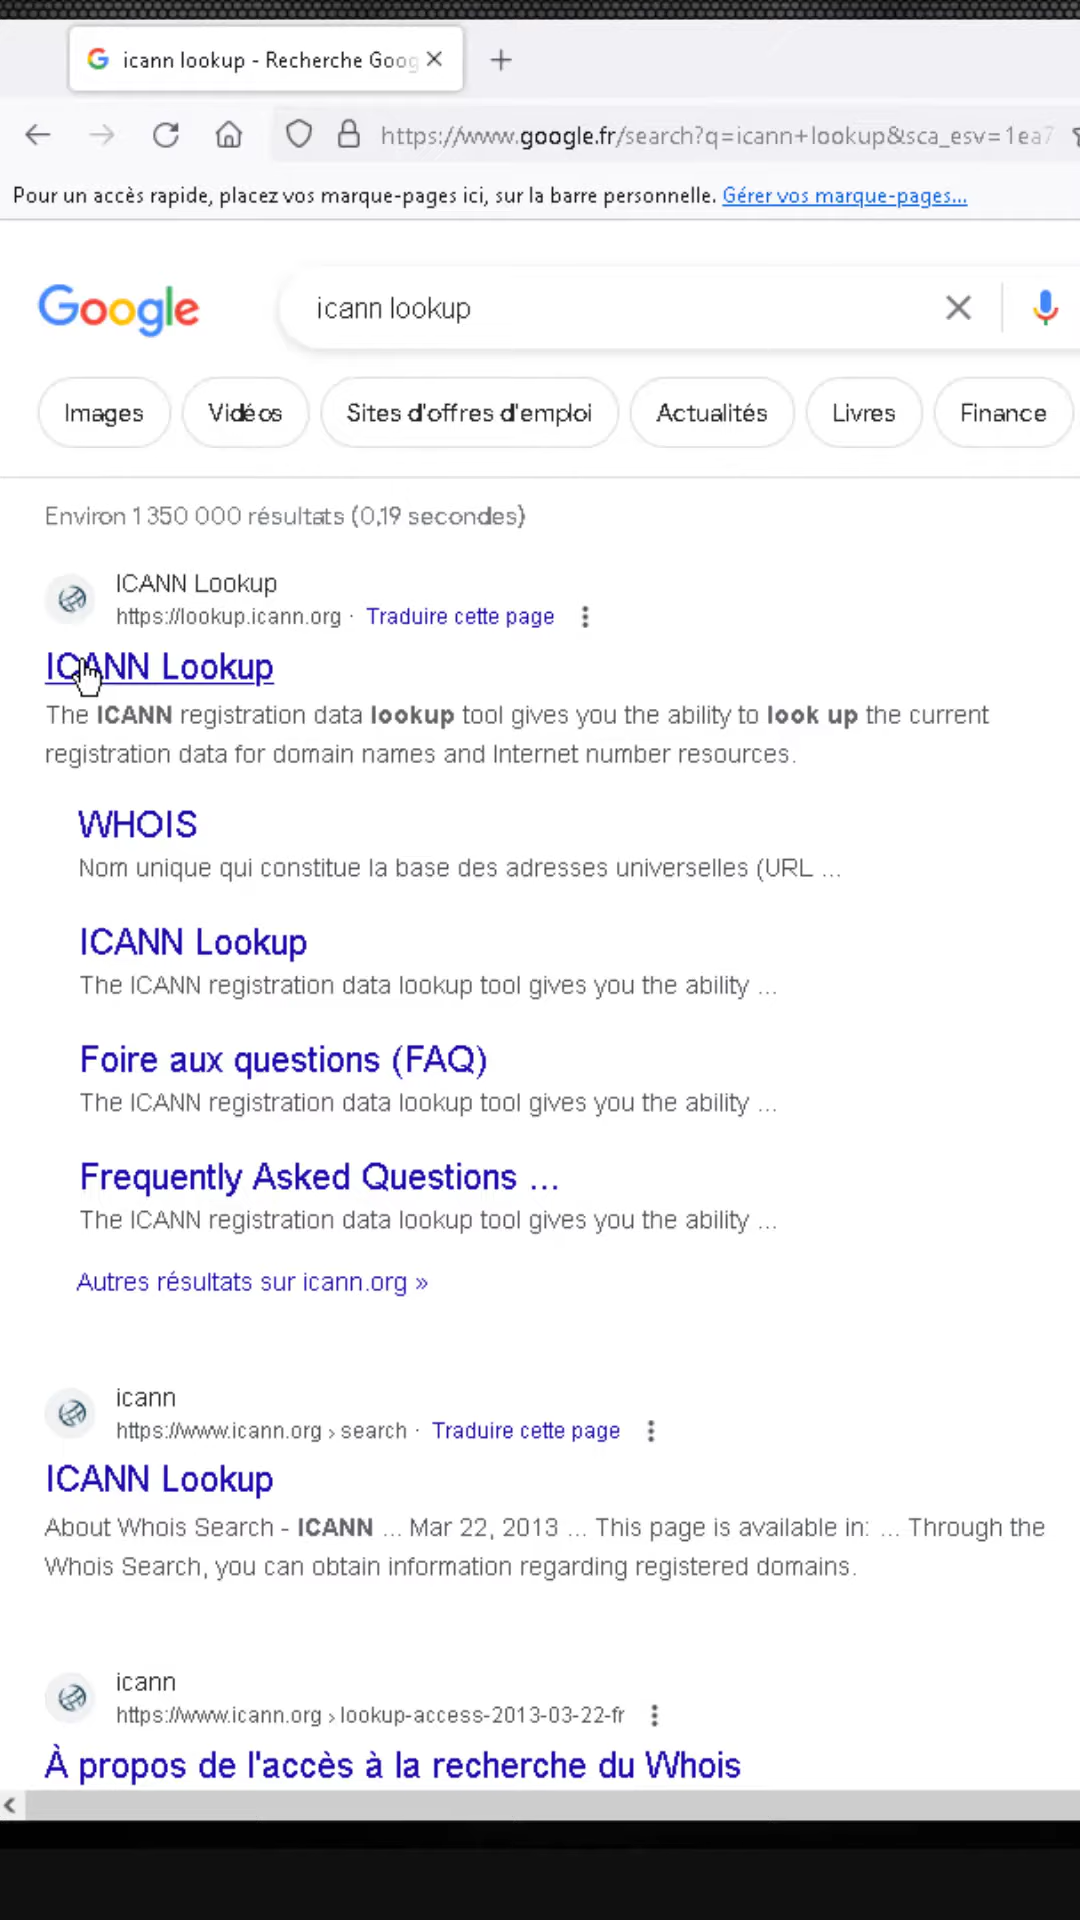 icann lookup - Recherche Goog
https://www.google.fr/search?q=icann+lookup&sca_esv=1ea7
Pour un accès rapide, placez vos marque-pages ici, sur la barre personnelle. Gérer vos marque-pages...
Google
icann lookup
Images Vidéos Sites d'offres d'emploi Actualités Livres Finance
Environ 1 350 000 résultats (0,19 secondes)
ICANN Lookup
https://lookup.icann.org · Traduire cette page
ICANN Lookup
The ICANN registration data lookup tool gives you the ability to look up the current
registration data for domain names and Internet number resources.
WHOIS
Nom unique qui constitue la base des adresses universelles (URL ...
ICANN Lookup
The ICANN registration data lookup tool gives you the ability ...
Foire aux questions (FAQ)
The ICANN registration data lookup tool gives you the ability ...
Frequently Asked Questions ...
The ICANN registration data lookup tool gives you the ability ...
Autres résultats sur icann.org »
icann
https://www.icann.org › search · Traduire cette page
ICANN Lookup
About Whois Search - ICANN ... Mar 22, 2013 ... This page is available in: ... Through the
Whois Search, you can obtain information regarding registered domains.
icann
https://www.icann.org › lookup-access-2013-03-22-fr
À propos de l'accès à la recherche du Whois